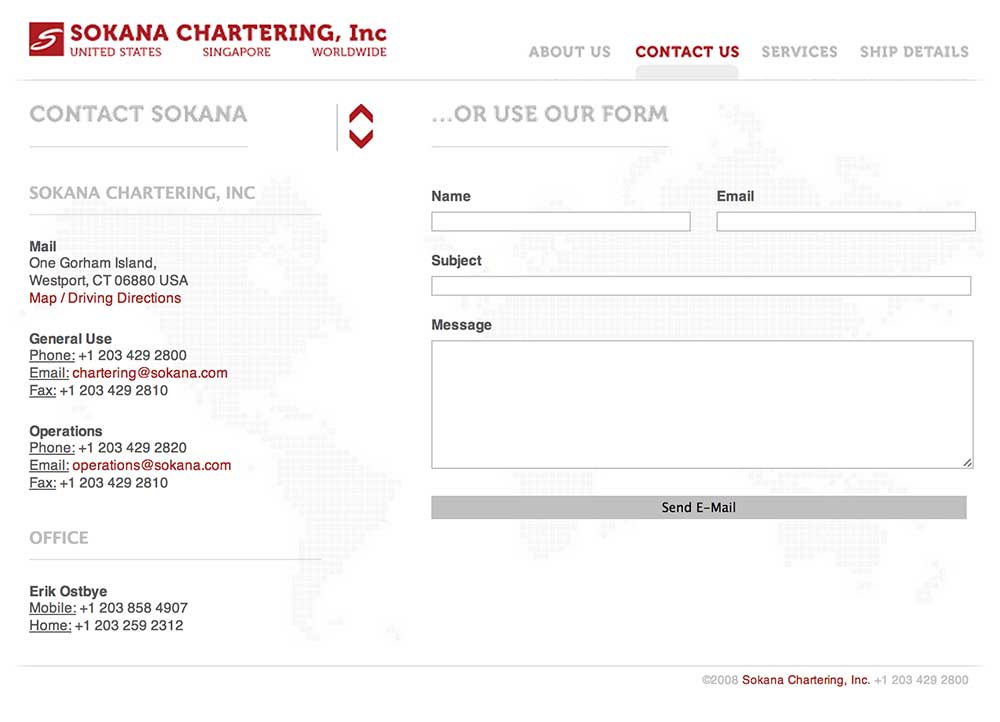 SOKANA CHARTERING, Inc
UNITED STATES SINGAPORE WORLDWIDE
ABOUT US CONTACT US SERVICES SHIP DETAILS
CONTACT SOKANA
SOKANA CHARTERING, INC
Mail
One Gorham Island,
Westport, CT 06880 USA
Map / Driving Directions
General Use
Phone: +1 203 429 2800
Email: chartering@sokana.com
Fax: +1 203 429 2810
Operations
Phone: +1 203 429 2820
Email: operations@sokana.com
Fax: +1 203 429 2810
OFFICE
Erik Ostbye
Mobile: +1 203 858 4907
Home: +1 203 259 2312
...OR USE OUR FORM
Name Email
Subject
Message
Send E-Mail
©2008 Sokana Chartering, Inc. +1 203 429 2800